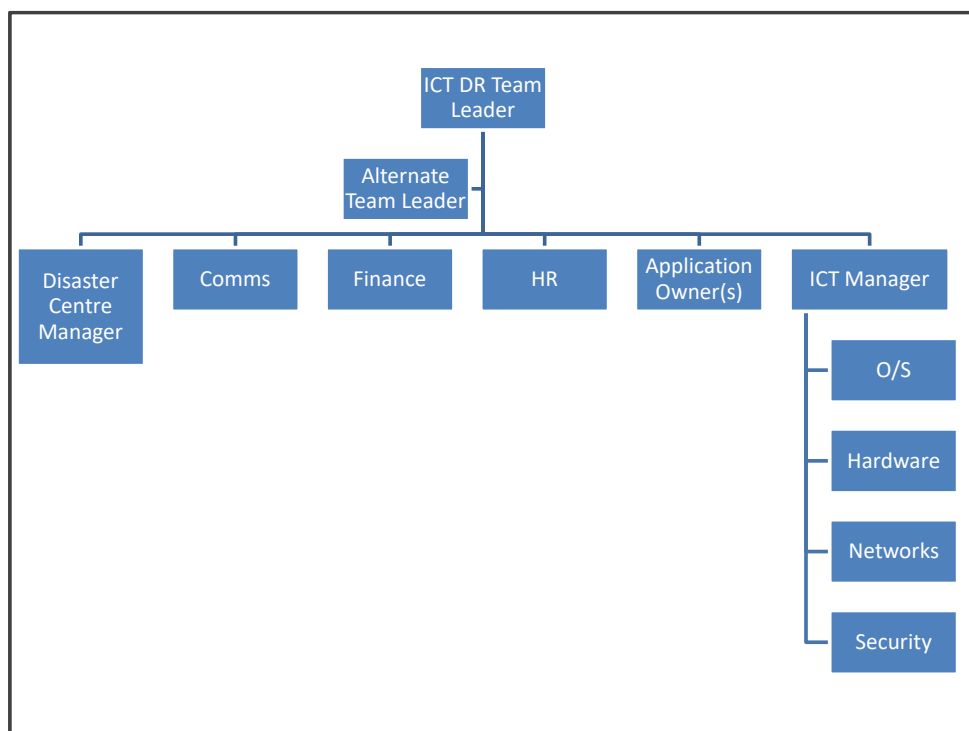 ICT DR Team
Leader
Alternate
Team Leader
Disaster
Centre
Manager
Comms
Finance
HR
Application
Owner(s)
ICT Manager
O/S
Hardware
Networks
Security